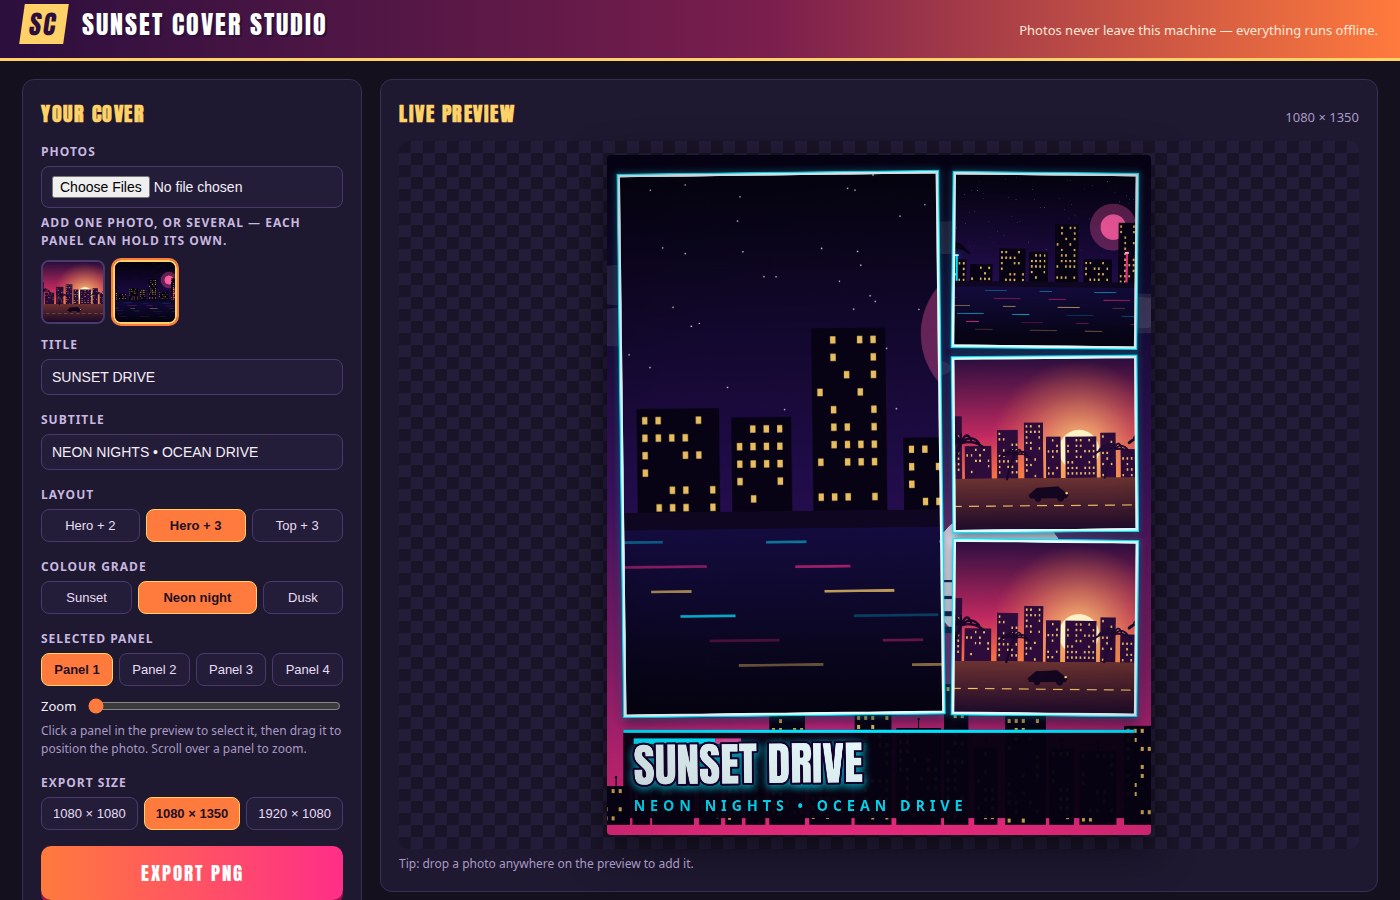 SC SUNSET COVER STUDIO
Photos never leave this machine — everything runs offline.
YOUR COVER
PHOTOS
Choose Files No file chosen
ADD ONE PHOTO, OR SEVERAL — EACH
PANEL CAN HOLD ITS OWN.
TITLE
SUNSET DRIVE
SUBTITLE
NEON NIGHTS • OCEAN DRIVE
LAYOUT
Hero + 2 Hero + 3 Top + 3
COLOUR GRADE
Sunset Neon night Dusk
SELECTED PANEL
Panel 1 Panel 2 Panel 3 Panel 4
Zoom
Click a panel in the preview to select it, then drag it to
position the photo. Scroll over a panel to zoom.
EXPORT SIZE
1080 × 1080 1080 × 1350 1920 × 1080
EXPORT PNG
LIVE PREVIEW
1080 × 1350
SUNSET DRIVE
NEON NIGHTS • OCEAN DRIVE
Tip: drop a photo anywhere on the preview to add it.